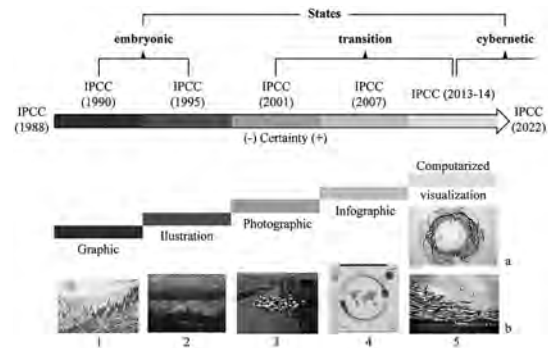 States
embryonic transition cybernetic
IPCC (1990)
IPCC (1995)
IPCC (2001)
IPCC (2007)
IPCC (2013-14)
IPCC (1988)
IPCC (2022)
(-) Certainty (+)
Graphic
Ilustration
Photographic
Infographic
Computarized
visualization
a
b
1 2 3 4 5